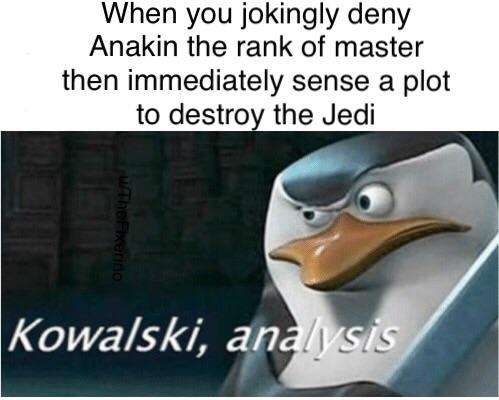 When you jokingly deny
Anakin the rank of master
then immediately sense a plot
to destroy the Jedi
u/TheFixerino
Kowalski, analysis